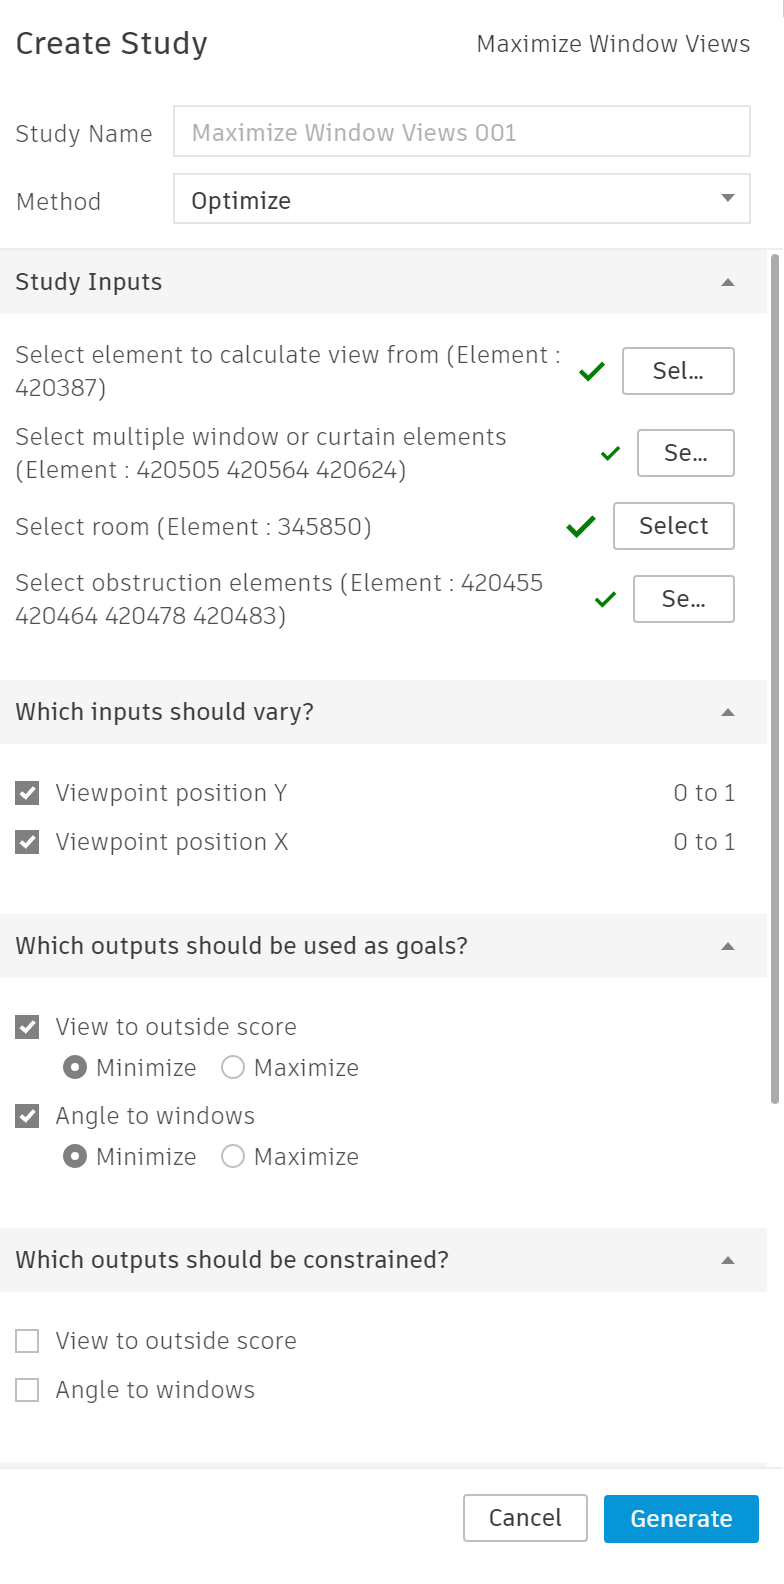 Create Study
Maximize Window Views
Study Name
Maximize Window Views 001
Method
Optimize
Study Inputs
Select element to calculate view from (Element :
420387)
Sel...
Select multiple window or curtain elements
(Element : 420505 420564 420624)
Se...
Select room (Element : 345850)
Select
Select obstruction elements (Element : 420455
420464 420478 420483)
Se...
Which inputs should vary?
Viewpoint position Y
0 to 1
Viewpoint position X
0 to 1
Which outputs should be used as goals?
View to outside score
Minimize Maximize
Angle to windows
Minimize Maximize
Which outputs should be constrained?
View to outside score
Angle to windows
Cancel Generate